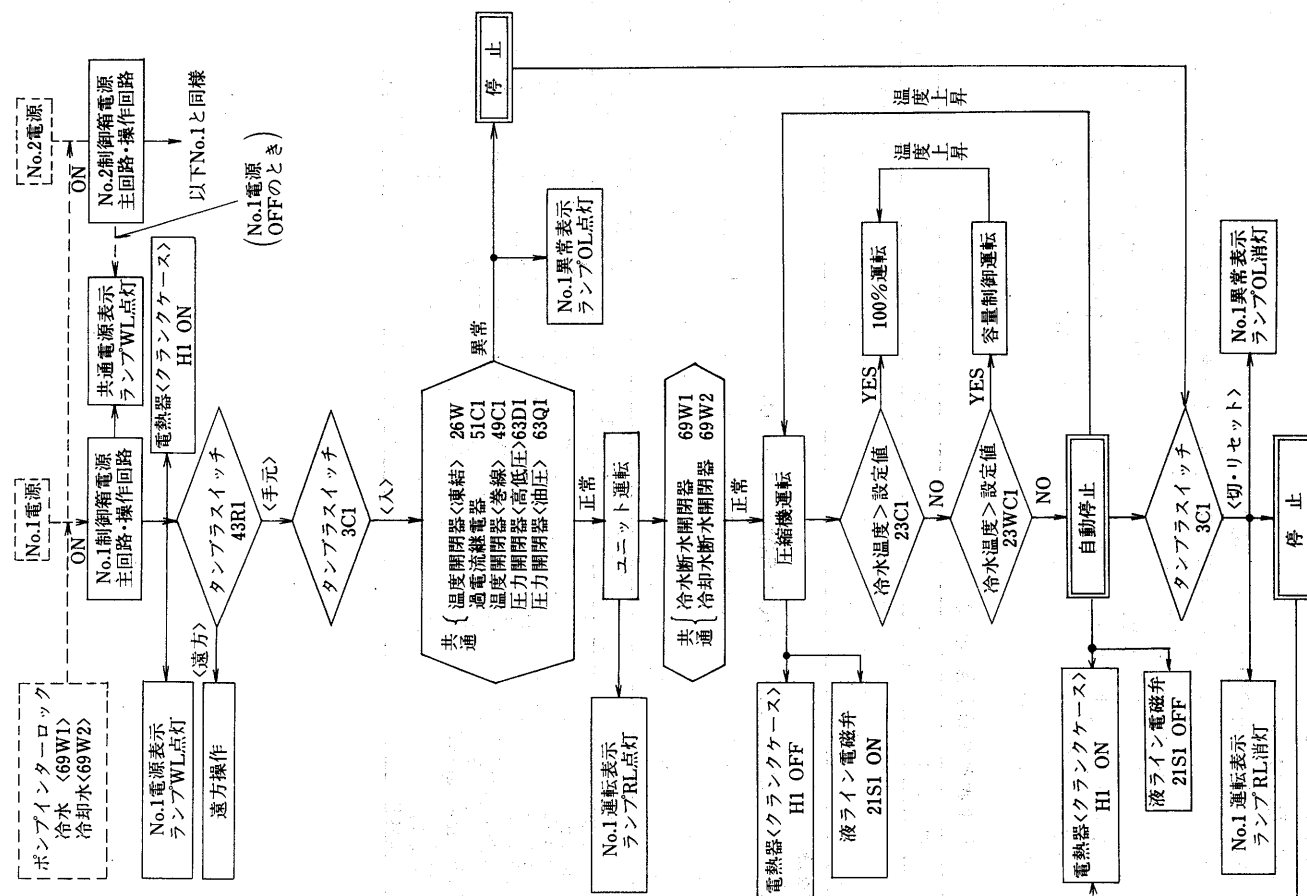 No.1電源
No.2電源
ポンプインターロック
冷水 <69W1>
冷却水<69W2>
ON
ON
No.1制御箱電源
主回路・操作回路
No.2制御箱電源
主回路・操作回路
共通電源表示
ランプWL点灯
以下No.1と同様
(No.1電源
OFFのとき)
No.1電源表示
ランプWL点灯
電熱器<クランクケース>
H1 ON
タンブラスイッチ
43R1
<遠方>
遠方操作
<手元>
タンブラスイッチ
3C1
<入>
共通
温度開閉器<凍結> 26W
過電流継電器 51C1
温度開閉器<巻線> 49C1
圧力開閉器<高低圧>63D1
圧力開閉器<油圧> 63Q1
異常
停止
No.1異常表示
ランプOL点灯
正常
ユニット運転
No.1運転表示
ランプRL点灯
共通
冷水断水開閉器 69W1
冷却水断水開閉器 69W2
正常
圧縮機運転
電熱器<クランクケース>
H1 OFF
液ライン電磁弁
21S1 ON
冷水温度>設定値
23C1
YES
100%運転
NO
冷水温度>設定値
23WC1
YES
容量制御運転
温度上昇
温度上昇
NO
自動停止
電熱器<クランクケース>
H1 ON
液ライン電磁弁
21S1 OFF
タンブラスイッチ
3C1
<切・リセット>
No.1運転表示
ランプRL消灯
No.1異常表示
ランプOL消灯
停止